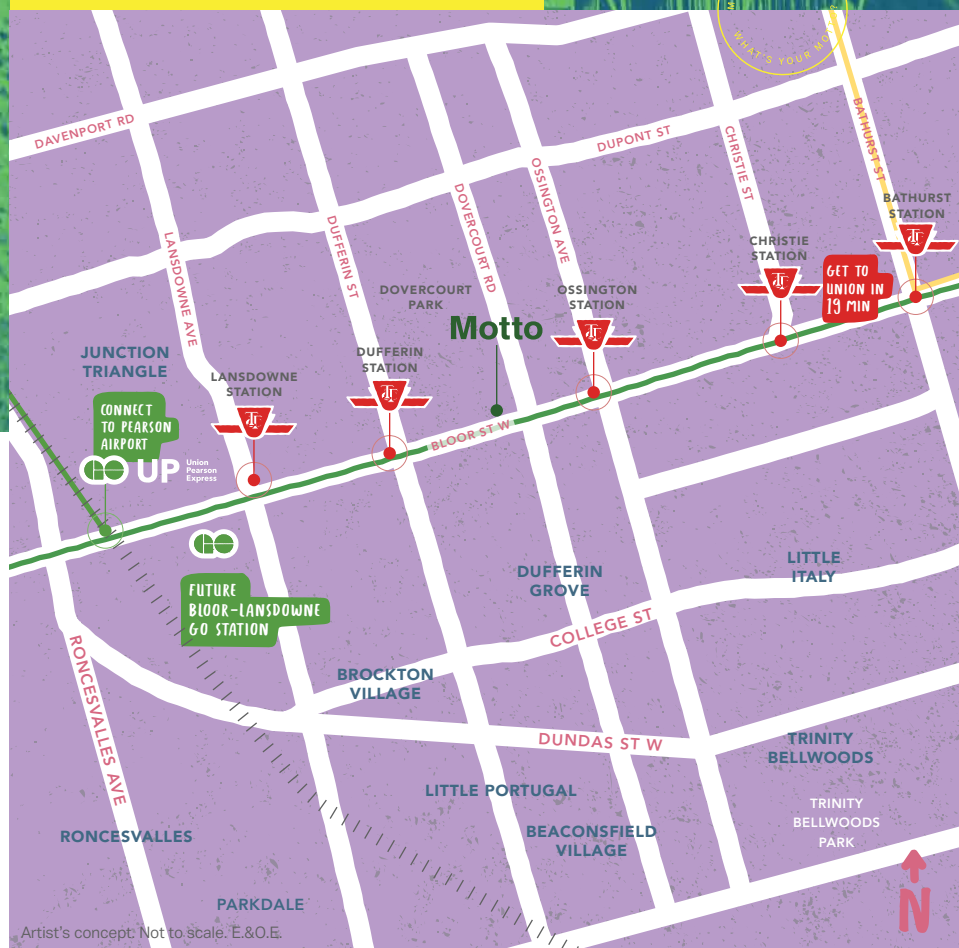 WHAT'S YOUR
DAVENPORT RD
DUPONT ST
CHRISTIE ST
BATHURST ST
OSSINGTON AVE
DOVERCOURT RD
DUFFERIN ST
LANSDOWNE AVE
BATHURST
STATION
CHRISTIE
STATION
GET TO
UNION IN
19 MIN
DOVERCOURT
PARK
OSSINGTON
STATION
Motto
JUNCTION
TRIANGLE
DUFFERIN
STATION
LANSDOWNE
STATION
CONNECT
TO PEARSON
AIRPORT
BLOOR ST W
GO UP Union
Pearson
Express
GO
FUTURE
BLOOR-LANSDOWNE
GO STATION
DUFFERIN
GROVE
LITTLE
ITALY
COLLEGE ST
RONCESVALLES AVE
BROCKTON
VILLAGE
DUNDAS ST W
TRINITY
BELLWOODS
LITTLE PORTUGAL
TRINITY
BELLWOODS
PARK
BEACONSFIELD
VILLAGE
RONCESVALLES
PARKDALE
N
Artist's concept. Not to scale. E.&O.E.